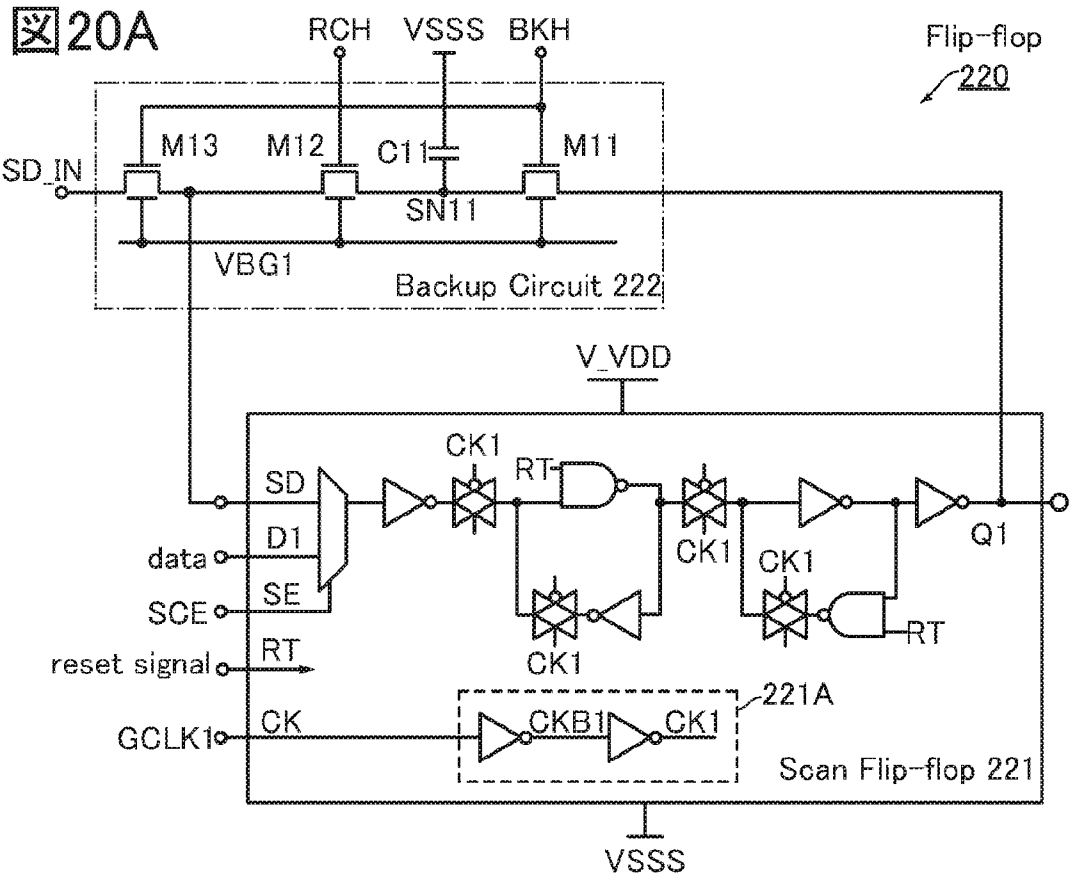 図20A
RCH
VSSS
BKH
Flip-flop
220
M13
M12
C11
M11
SD_IN
SN11
VBG1
Backup Circuit 222
V_VDD
CK1
SD
RT
D1
data
CK1
Q1
CK1
SE
SCE
RT
RT
reset signal
CK1
221A
CK
CKB1
CK1
GCLK1
Scan Flip-flop 221
VSSS